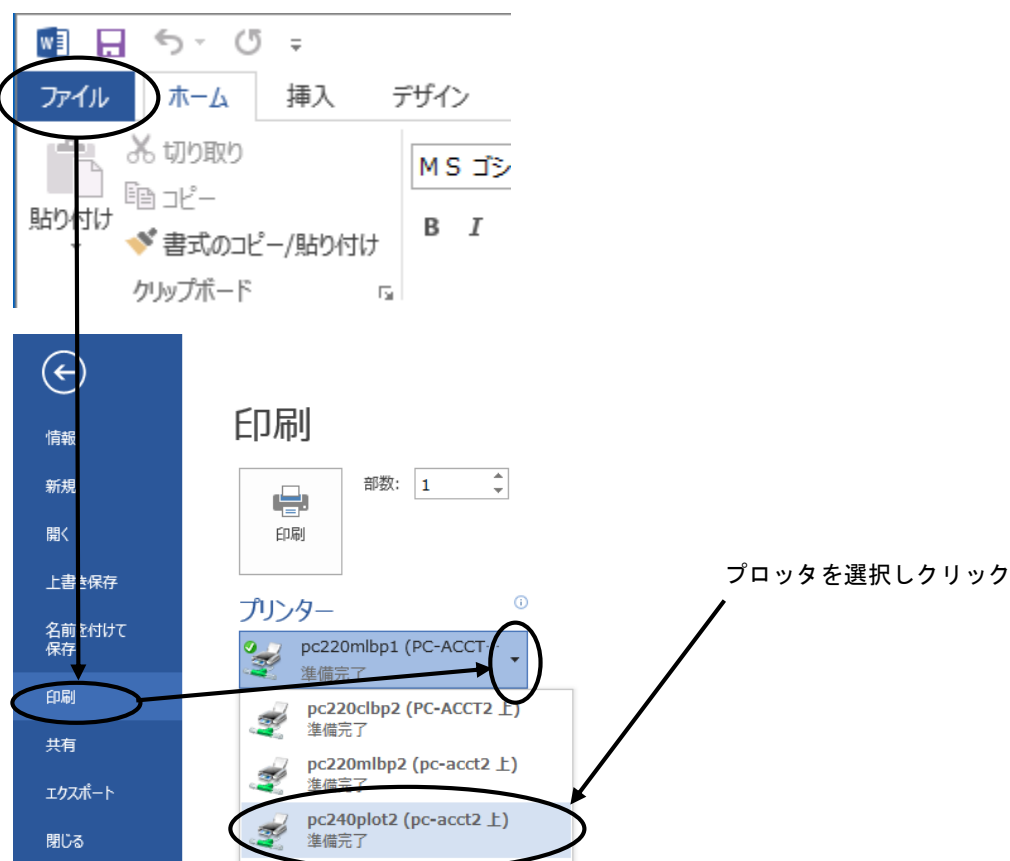 ファイル
ホーム
挿入
デザイン
切り取り
コピー
書式のコピー/貼り付け
貼り付け
クリップボード
ＭＳ ゴシ
B I
印刷
情報
新規
開く
上書き保存
名前を付けて
保存
印刷
共有
エクスポート
閉じる
部数: 1
印刷
プリンター
pc220mlbp1 (PC-ACCT…
準備完了
pc220clbp2 (PC-ACCT2 上)
準備完了
pc220mlbp2 (pc-acct2 上)
準備完了
pc240plot2 (pc-acct2 上)
準備完了
プロッタを選択しクリック